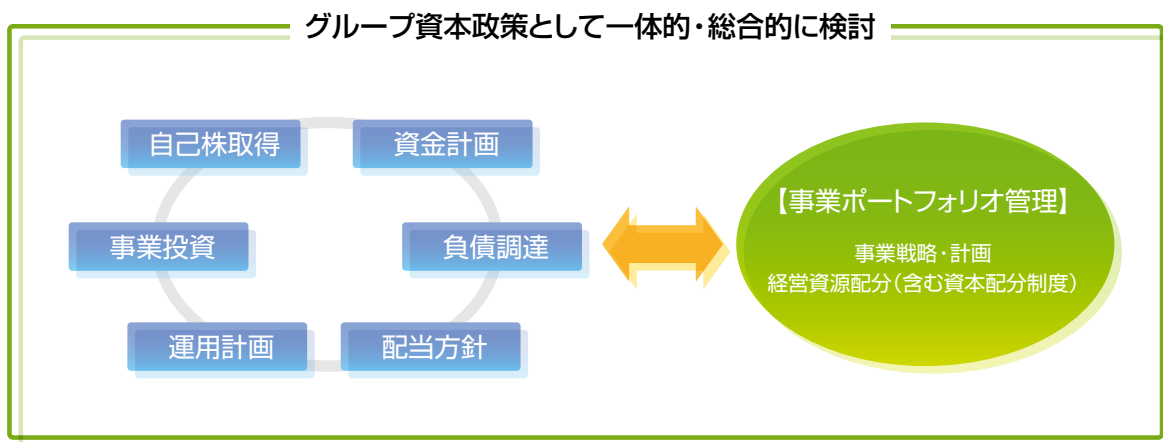 グループ資本政策として一体的・総合的に検討
自己株取得
資金計画
事業投資
負債調達
運用計画
配当方針
【事業ポートフォリオ管理】
事業戦略・計画
経営資源配分（含む資本配分制度）